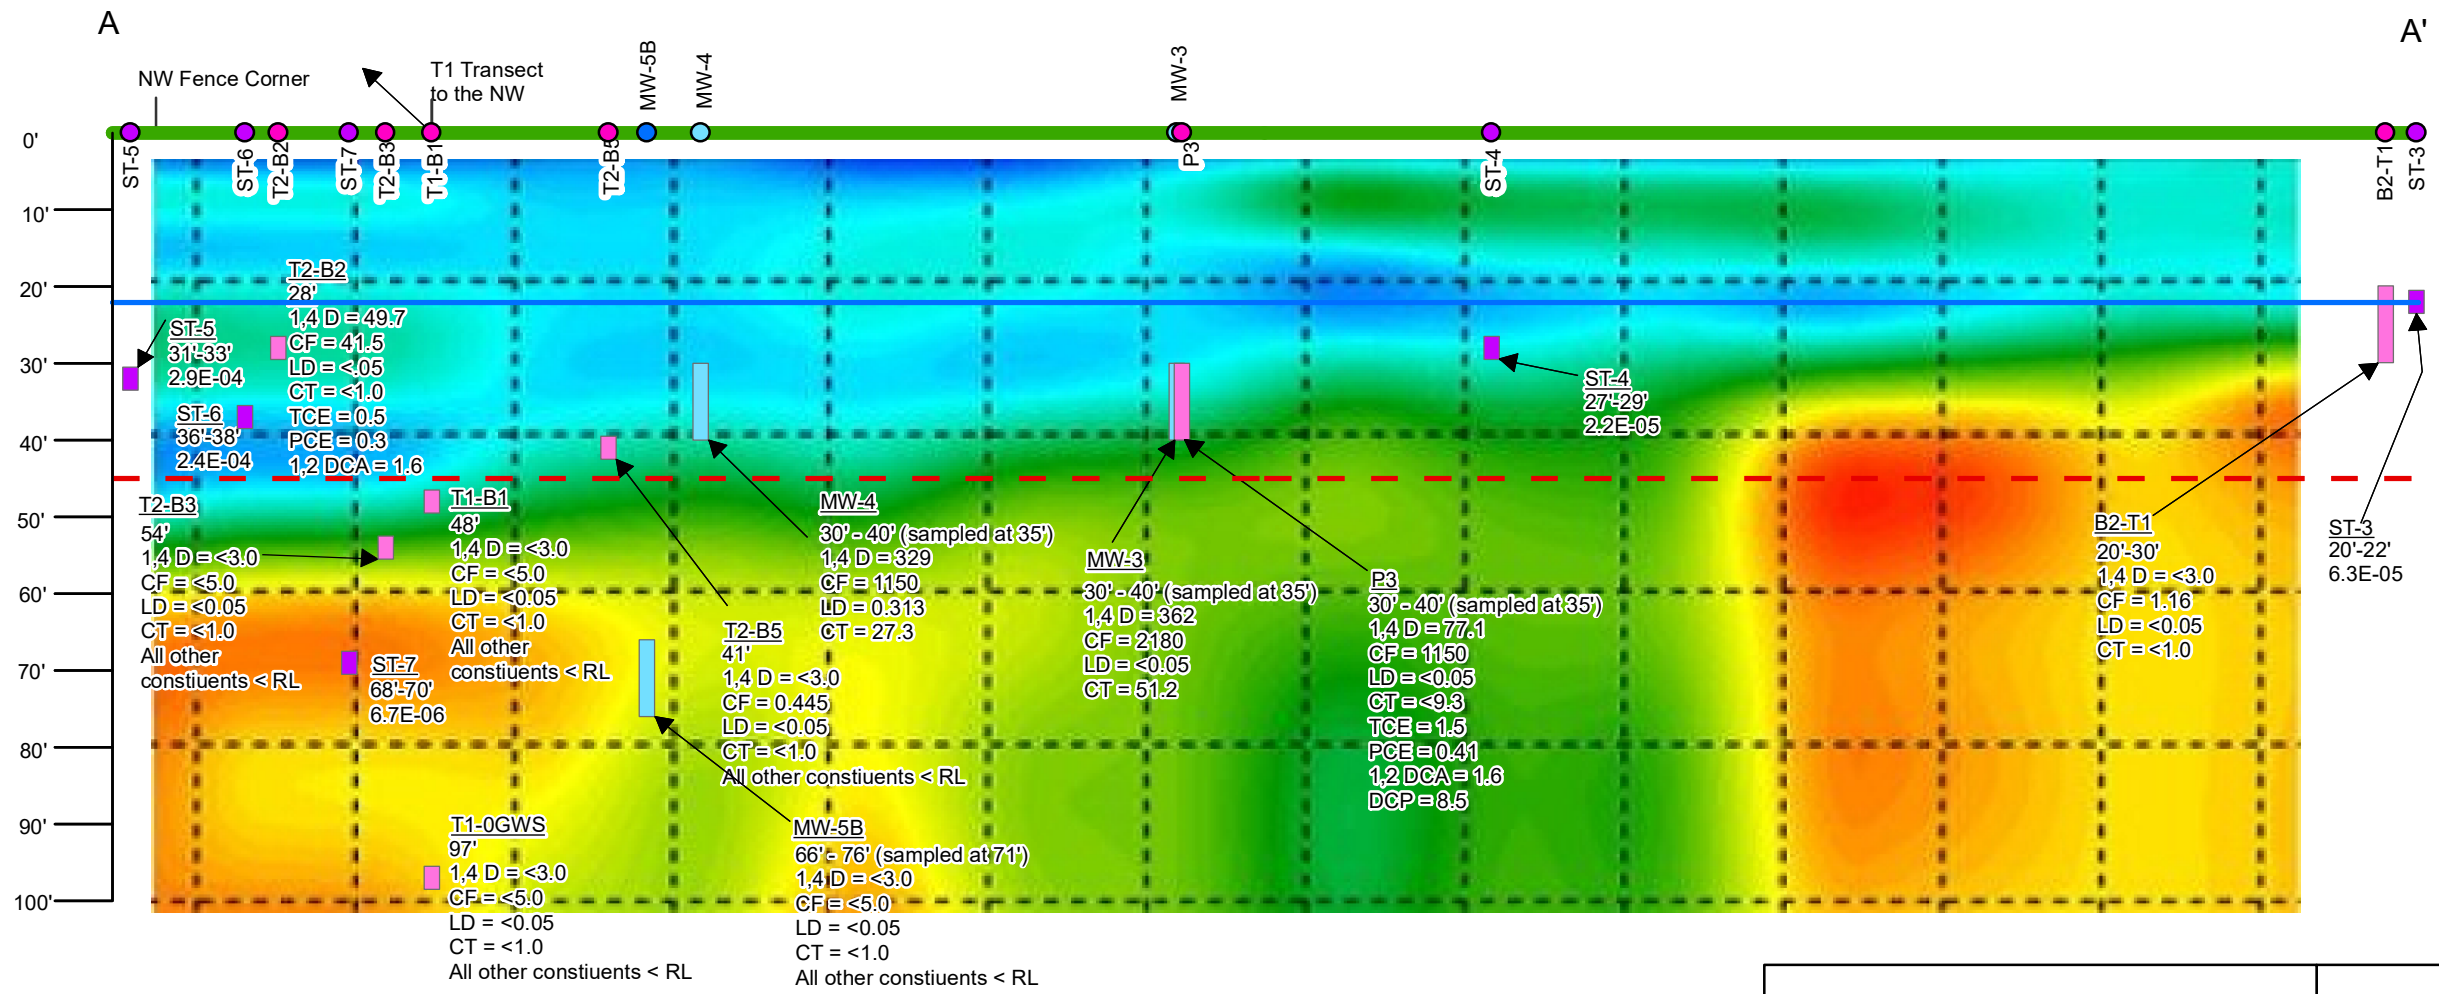 A
A'
NW Fence Corner
T1 Transect
to the NW
MW-5B
MW-4
MW-3
0'
10'
20'
30'
40'
50'
60'
70'
80'
90'
100'
ST-5
ST-6
T2-B2
ST-7
T2-B3
T1-B1
T2-B5
P3
ST-4
B2-T1
ST-3
ST-5
31'-33'
2.9E-04
ST-6
36'-38'
2.4E-04
T2-B2
28'
1,4 D = 49.7
CF = 41.5
LD = <.05
CT = <1.0
TCE = 0.5
PCE = 0.3
1,2 DCA = 1.6
T2-B3
54'
1,4 D = <3.0
CF = <5.0
LD = <0.05
CT = <1.0
All other
constiuents < RL
ST-7
68'-70'
6.7E-06
T1-B1
48'
1,4 D = <3.0
CF = <5.0
LD = <0.05
CT = <1.0
All other
constiuents < RL
T1-0GWS
97'
1,4 D = <3.0
CF = <5.0
LD = <0.05
CT = <1.0
All other constiuents < RL
T2-B5
41'
1,4 D = <3.0
CF = 0.445
LD = <0.05
CT = <1.0
All other constiuents < RL
MW-4
30' - 40' (sampled at 35')
1,4 D = 329
CF = 1150
LD = 0.313
CT = 27.3
MW-5B
66' - 76' (sampled at 71')
1,4 D = <3.0
CF = <5.0
LD = <0.05
CT = <1.0
All other constiuents < RL
MW-3
30' - 40' (sampled at 35')
1,4 D = 362
CF = 2180
LD = <0.05
CT = 51.2
P3
30' - 40' (sampled at 35')
1,4 D = 77.1
CF = 1150
LD = <0.05
CT = <9.3
TCE = 1.5
PCE = 0.41
1,2 DCA = 1.6
DCP = 8.5
ST-4
27'-29'
2.2E-05
B2-T1
20'-30'
1,4 D = <3.0
CF = 1.16
LD = <0.05
CT = <1.0
ST-3
20'-22'
6.3E-05